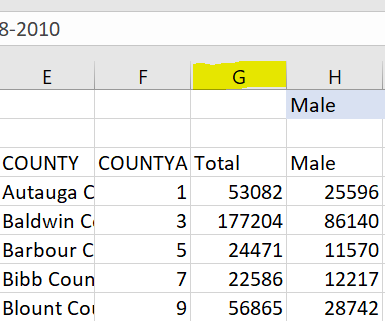 8-2010
E F G H
Male
COUNTY COUNTYA Total Male
Autauga C 1 53082 25596
Baldwin Co 3 177204 86140
Barbour C 5 24471 11570
Bibb Coun 7 22586 12217
Blount Cou 9 56865 28742